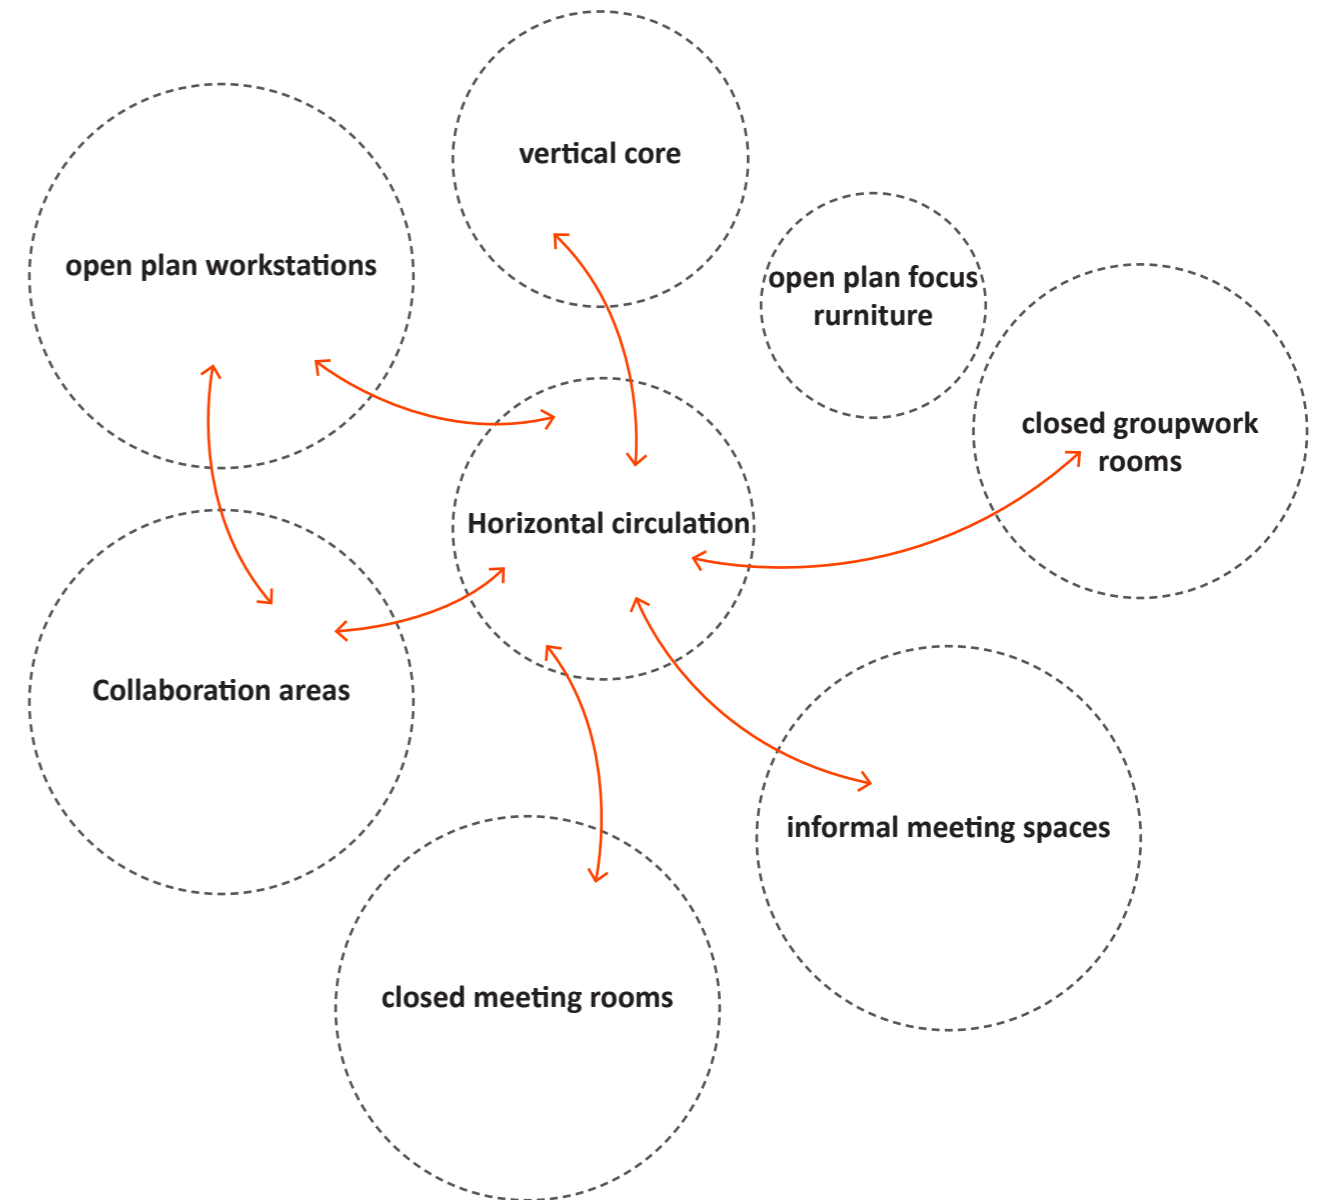 vertical core
open plan workstations
open plan focus
rurniture
closed groupwork
rooms
Horizontal circulation
Collaboration areas
informal meeting spaces
closed meeting rooms